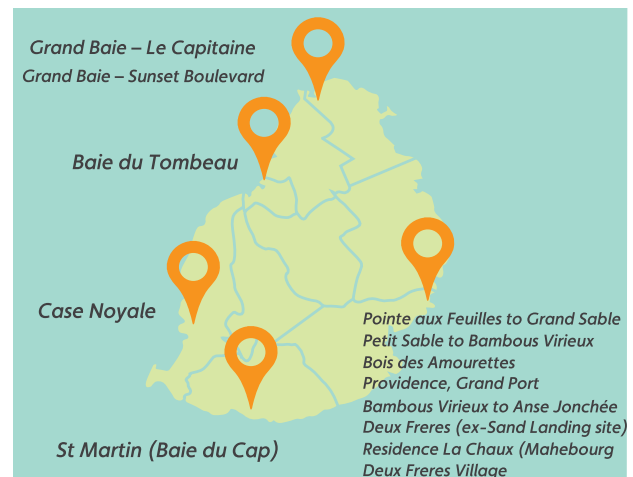 Grand Baie – Le Capitaine
Grand Baie – Sunset Boulevard
Baie du Tombeau
Case Noyale
St Martin (Baie du Cap)
Pointe aux Feuilles to Grand Sable
Petit Sable to Bambous Virieux
Bois des Amourettes
Providence, Grand Port
Bambous Virieux to Anse Jonchée
Deux Freres (ex-Sand Landing site)
Residence La Chaux (Mahebourg
Deux Freres Village